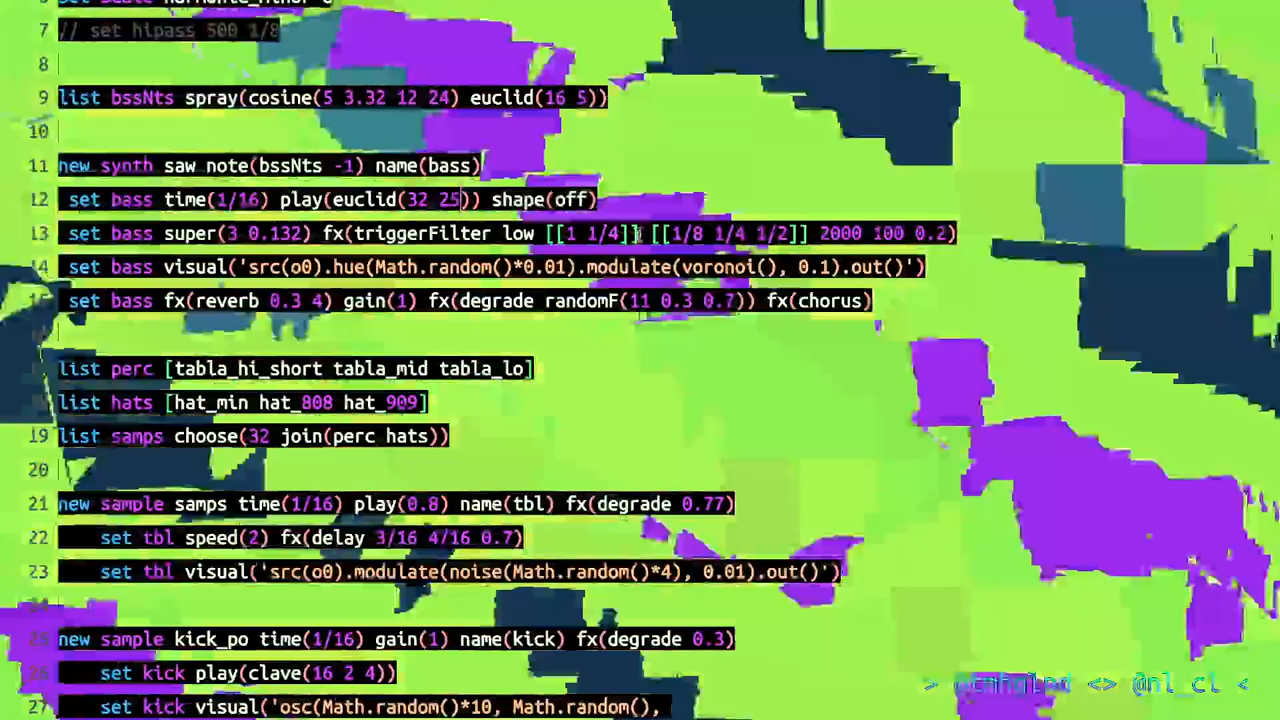 7 // set hipass 500 1/8
8
9 list bssNts spray(cosine(5 3.32 12 24) euclid(16 5))
10
11 new synth saw note(bssNts -1) name(bass)
12 set bass time(1/16) play(euclid(32 25)) shape(off)
13 set bass super(3 0.132) fx(triggerFilter low [[1 1/4]] [[1/8 1/4 1/2]] 2000 100 0.2)
14 set bass visual('src(o0).hue(Math.random()*0.01).modulate(voronoi(), 0.1).out()')
set bass fx(reverb 0.3 4) gain(1) fx(degrade randomF(11 0.3 0.7)) fx(chorus)
list perc [tabla_hi_short tabla_mid tabla_lo]
list hats [hat_min hat_808 hat_909]
19 list samps choose(32 join(perc hats))
20
21 new sample samps time(1/16) play(0.8) name(tbl) fx(degrade 0.77)
22 set tbl speed(2) fx(delay 3/16 4/16 0.7)
23 set tbl visual('src(o0).modulate(noise(Math.random()*4), 0.01).out()')
24
25 new sample kick_po time(1/16) gain(1) name(kick) fx(degrade 0.3)
26 set kick play(clave(16 2 4))
27 set kick visual('osc(Math.random()*10, Math.random(),
> <> @nl_cl <